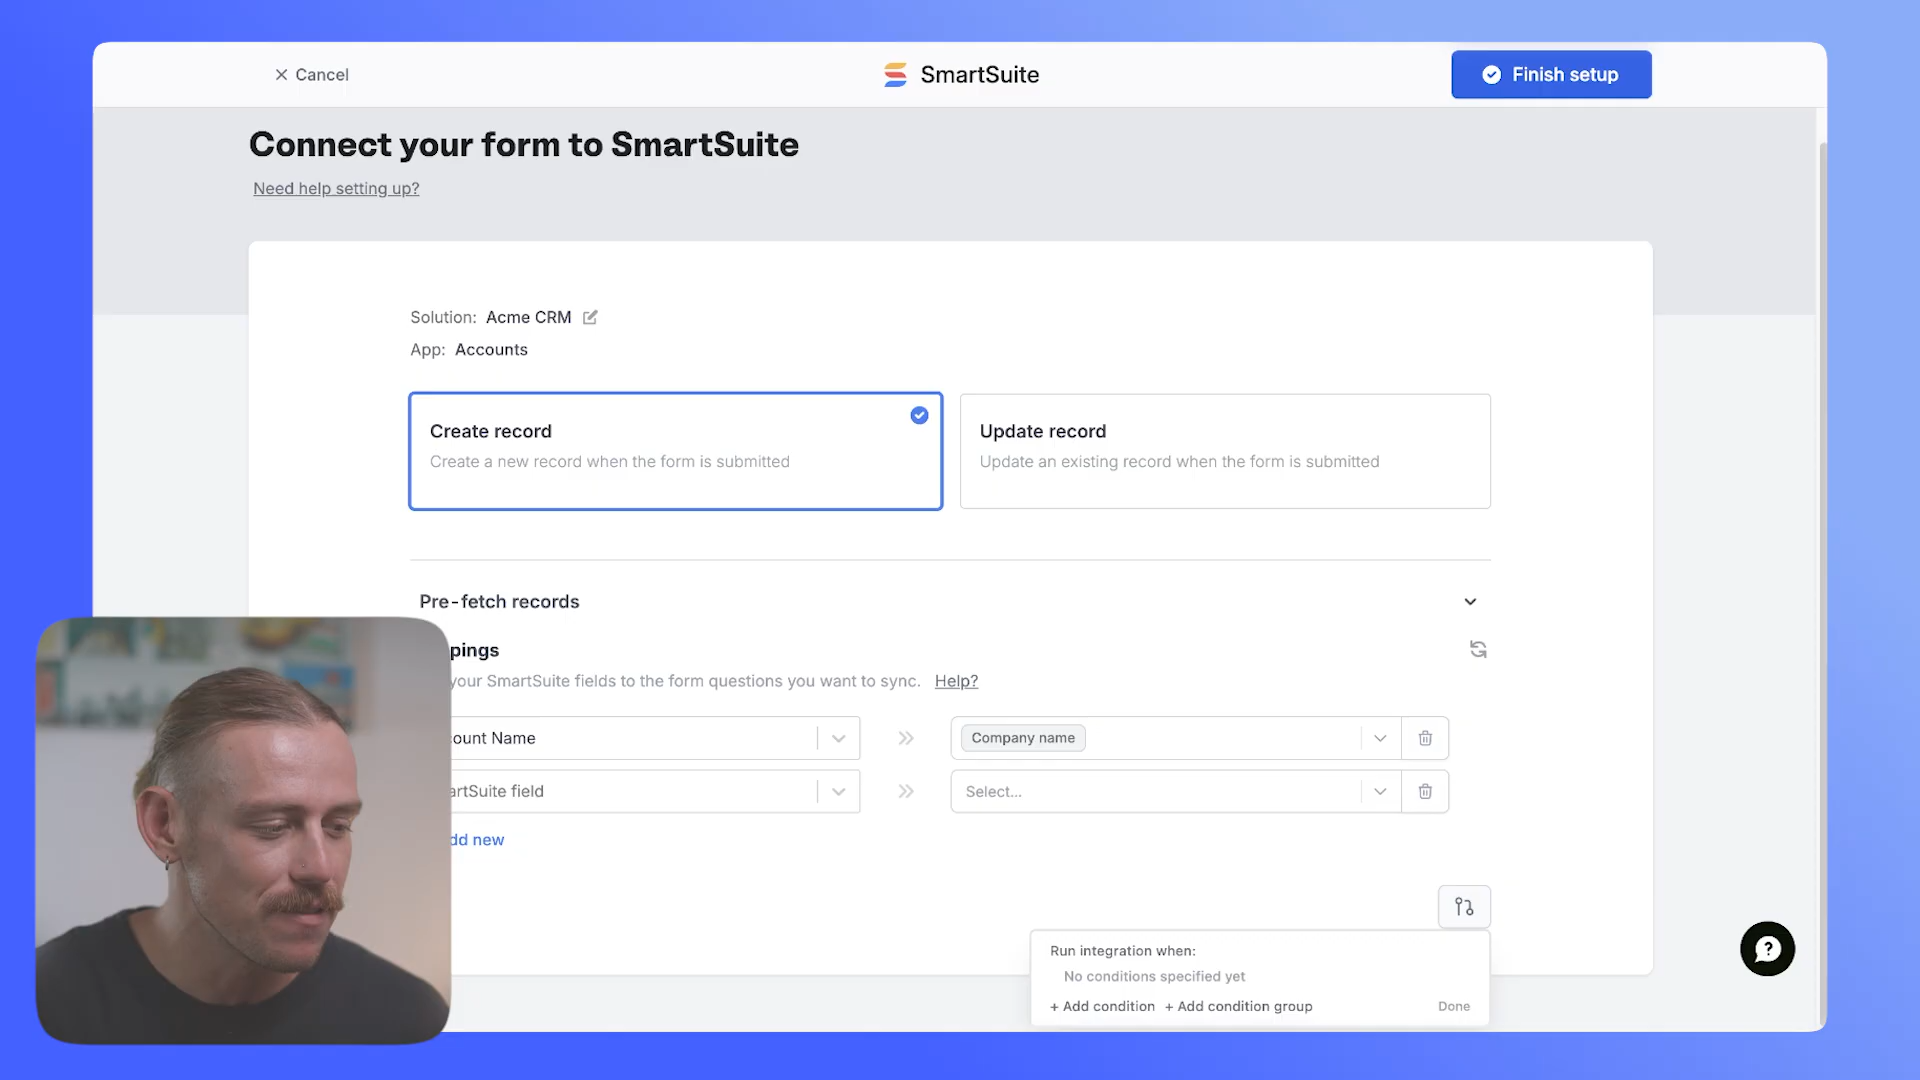 Cancel
SmartSuite
Finish setup
Connect your form to SmartSuite
Need help setting up?
Solution: Acme CRM
App: Accounts
Create record
Create a new record when the form is submitted
Update record
Update an existing record when the form is submitted
Pre-fetch records
pings
your SmartSuite fields to the form questions you want to sync. Help?
ount Name
Company name
artSuite field
Select...
dd new
Run integration when:
No conditions specified yet
+ Add condition + Add condition group Done